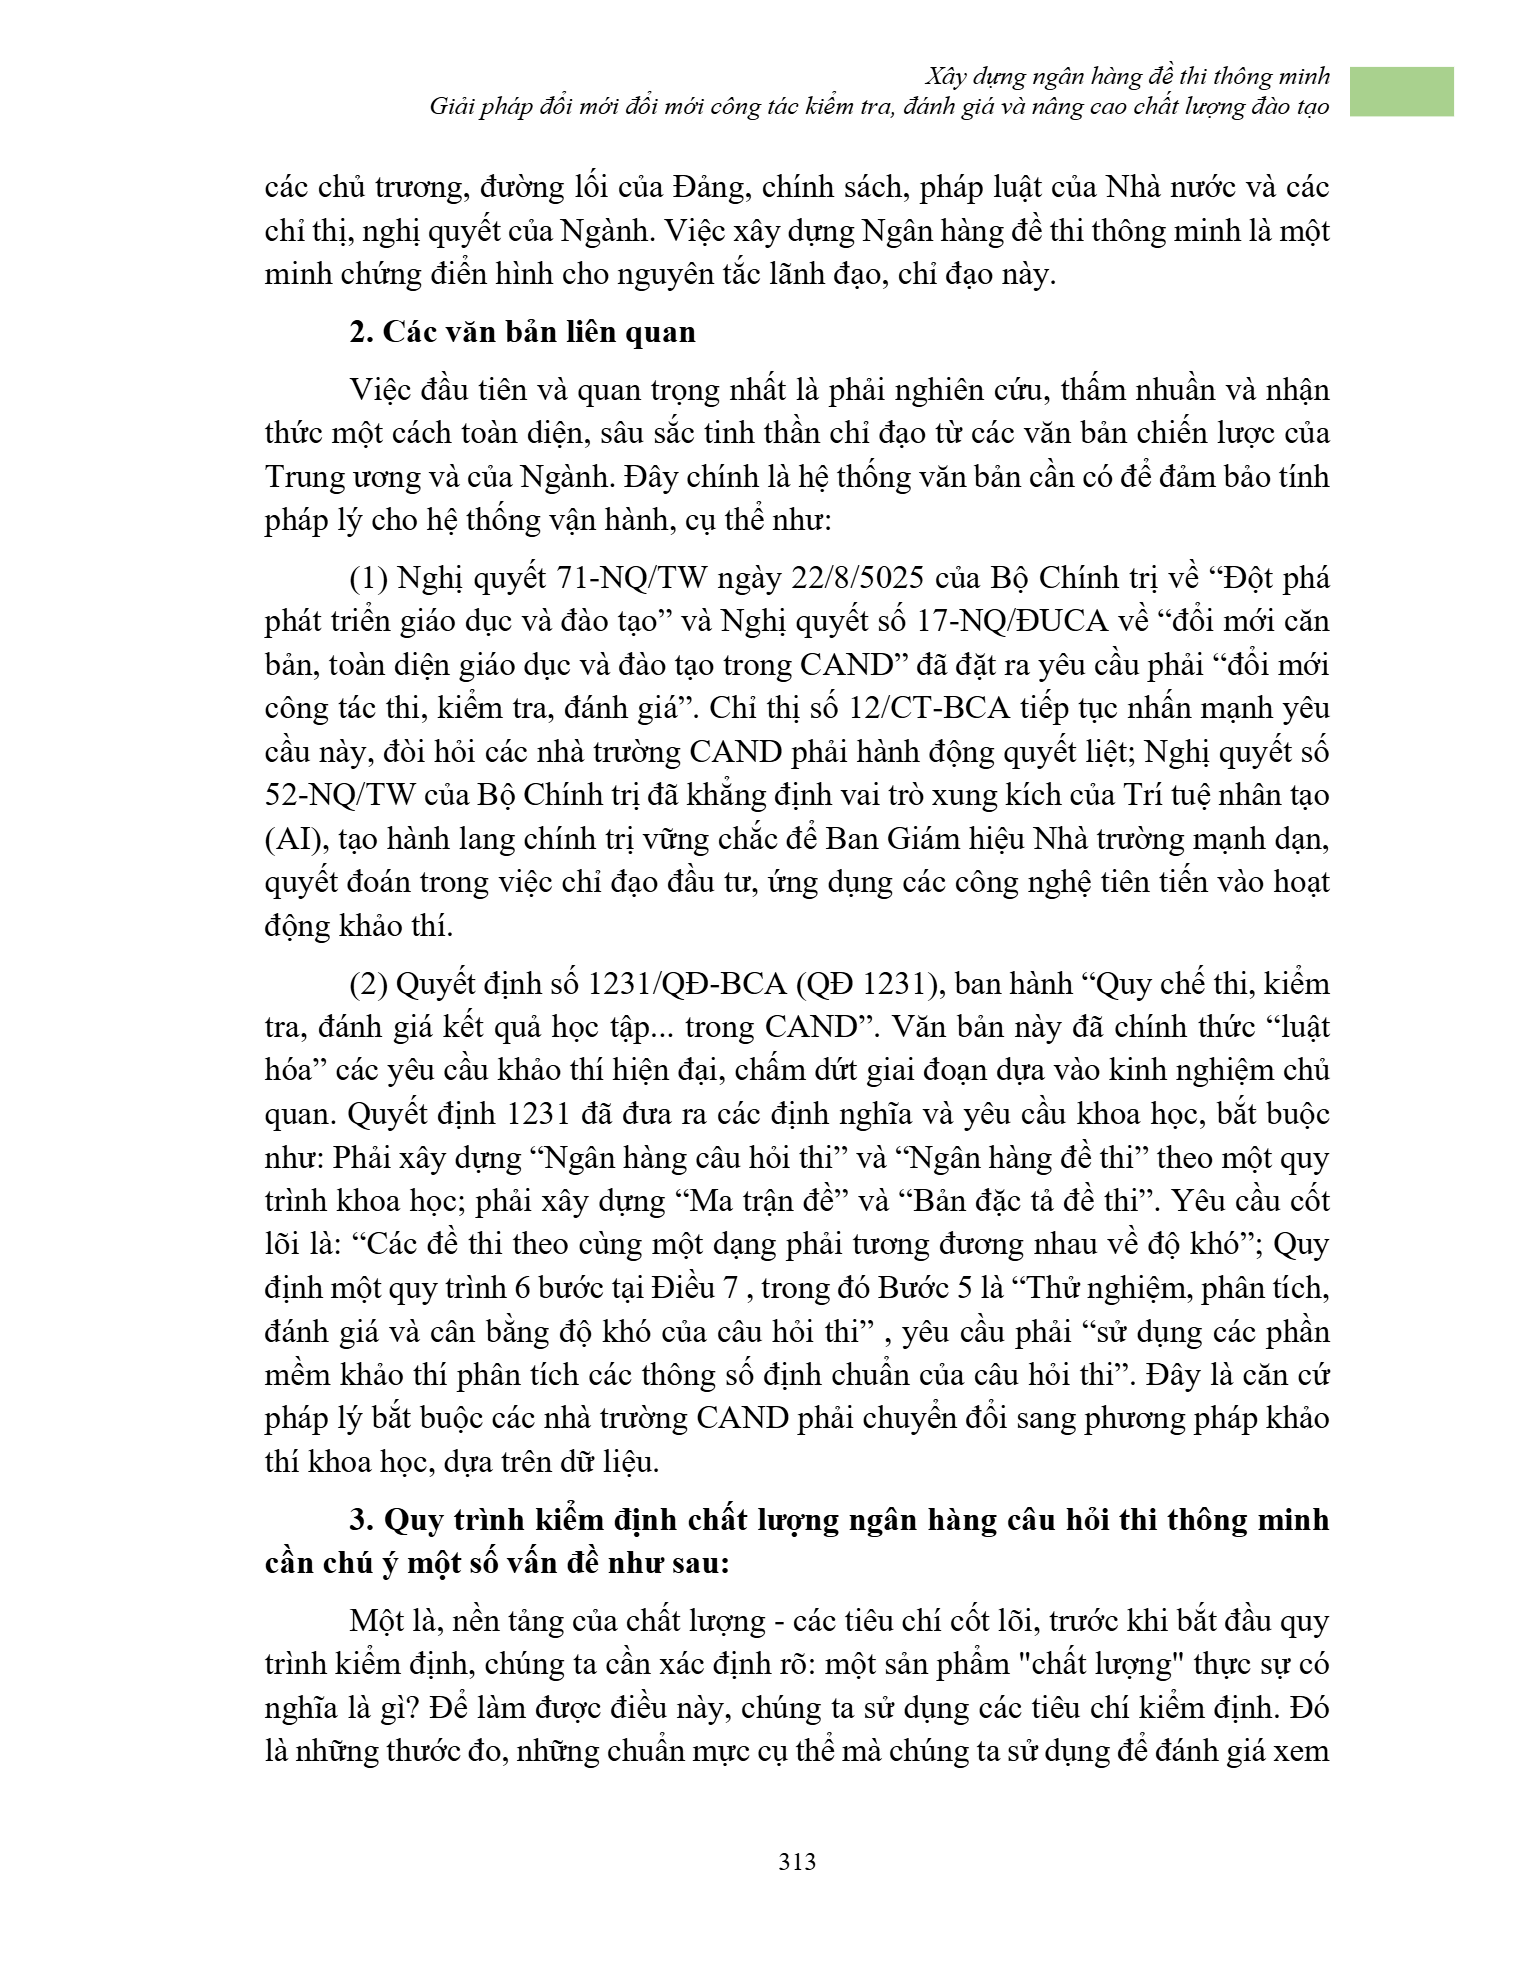 Xây dựng ngân hàng đề thi thông minh
Giải pháp đổi mới đổi mới công tác kiểm tra, đánh giá và nâng cao chất lượng đào tạo
các chủ trương, đường lối của Đảng, chính sách, pháp luật của Nhà nước và các
chỉ thị, nghị quyết của Ngành. Việc xây dựng Ngân hàng đề thi thông minh là một
minh chứng điển hình cho nguyên tắc lãnh đạo, chỉ đạo này.
2. Các văn bản liên quan
Việc đầu tiên và quan trọng nhất là phải nghiên cứu, thấm nhuần và nhận
thức một cách toàn diện, sâu sắc tinh thần chỉ đạo từ các văn bản chiến lược của
Trung ương và của Ngành. Đây chính là hệ thống văn bản cần có để đảm bảo tính
pháp lý cho hệ thống vận hành, cụ thể như:
(1) Nghị quyết 71-NQ/TW ngày 22/8/5025 của Bộ Chính trị về “Đột phá
phát triển giáo dục và đào tạo” và Nghị quyết số 17-NQ/ĐUCA về “đổi mới căn
bản, toàn diện giáo dục và đào tạo trong CAND” đã đặt ra yêu cầu phải “đổi mới
công tác thi, kiểm tra, đánh giá”. Chỉ thị số 12/CT-BCA tiếp tục nhấn mạnh yêu
cầu này, đòi hỏi các nhà trường CAND phải hành động quyết liệt; Nghị quyết số
52-NQ/TW của Bộ Chính trị đã khẳng định vai trò xung kích của Trí tuệ nhân tạo
(AI), tạo hành lang chính trị vững chắc để Ban Giám hiệu Nhà trường mạnh dạn,
quyết đoán trong việc chỉ đạo đầu tư, ứng dụng các công nghệ tiên tiến vào hoạt
động khảo thí.
(2) Quyết định số 1231/QĐ-BCA (QĐ 1231), ban hành “Quy chế thi, kiểm
tra, đánh giá kết quả học tập... trong CAND”. Văn bản này đã chính thức “luật
hóa” các yêu cầu khảo thí hiện đại, chấm dứt giai đoạn dựa vào kinh nghiệm chủ
quan. Quyết định 1231 đã đưa ra các định nghĩa và yêu cầu khoa học, bắt buộc
như: Phải xây dựng “Ngân hàng câu hỏi thi” và “Ngân hàng đề thi” theo một quy
trình khoa học; phải xây dựng “Ma trận đề” và “Bản đặc tả đề thi”. Yêu cầu cốt
lõi là: “Các đề thi theo cùng một dạng phải tương đương nhau về độ khó”; Quy
định một quy trình 6 bước tại Điều 7 , trong đó Bước 5 là “Thử nghiệm, phân tích,
đánh giá và cân bằng độ khó của câu hỏi thi” , yêu cầu phải “sử dụng các phần
mềm khảo thí phân tích các thông số định chuẩn của câu hỏi thi”. Đây là căn cứ
pháp lý bắt buộc các nhà trường CAND phải chuyển đổi sang phương pháp khảo
thí khoa học, dựa trên dữ liệu.
3. Quy trình kiểm định chất lượng ngân hàng câu hỏi thi thông minh
cần chú ý một số vấn đề như sau:
Một là, nền tảng của chất lượng - các tiêu chí cốt lõi, trước khi bắt đầu quy
trình kiểm định, chúng ta cần xác định rõ: một sản phẩm "chất lượng" thực sự có
nghĩa là gì? Để làm được điều này, chúng ta sử dụng các tiêu chí kiểm định. Đó
là những thước đo, những chuẩn mực cụ thể mà chúng ta sử dụng để đánh giá xem
313